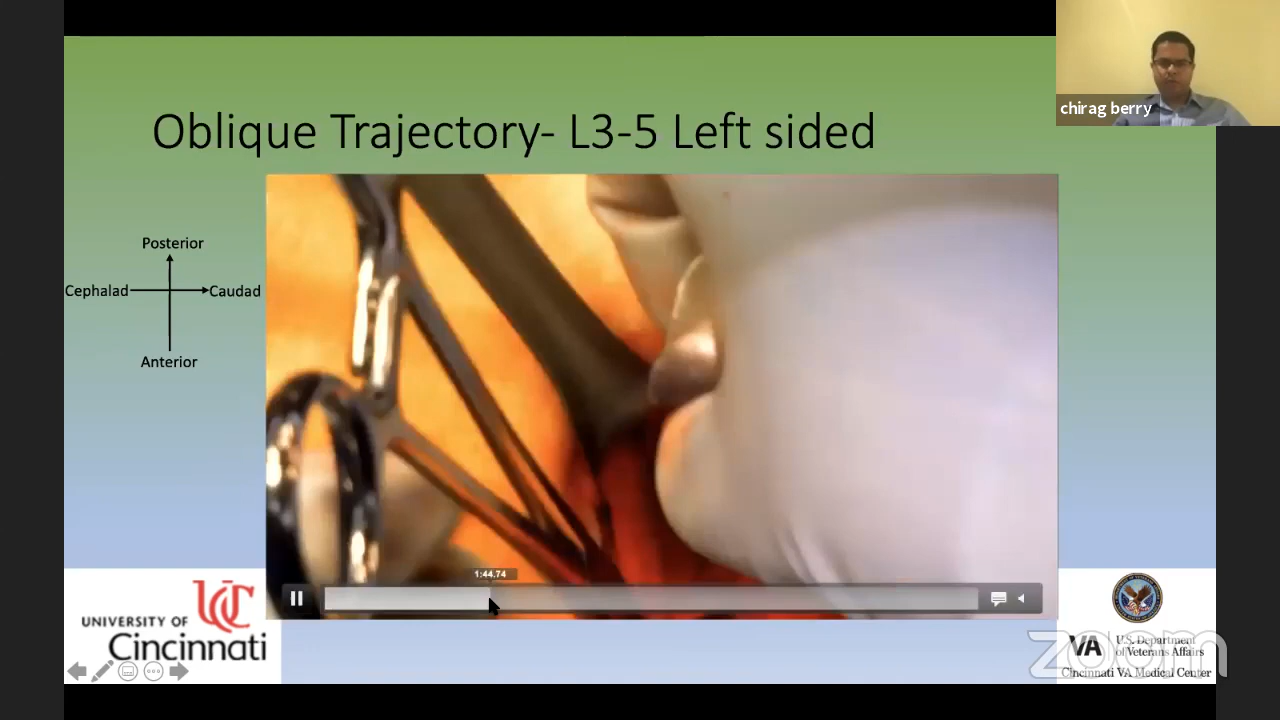 chirag berry
Oblique Trajectory- L3-5 Left sided
Posterior
Cephalad
Caudad
Anterior
1:44.74
UNIVERSITY OF
Cincinnati
UC
VA
U.S. Department
of Veterans Affairs
Cincinnati VA Medical Center
zoom